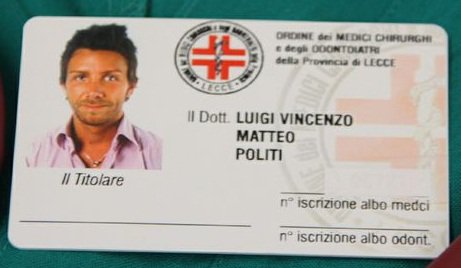 ORDINE dei MEDICI CHIRURGHI
e degli ODONTOIATRI
della Provincia di LECCE
LECCE
Il Dott. LUIGI VINCENZO
MATTEO
POLITI
Il Titolare
n° iscrizione albo medci
n° iscrizione albo odont.